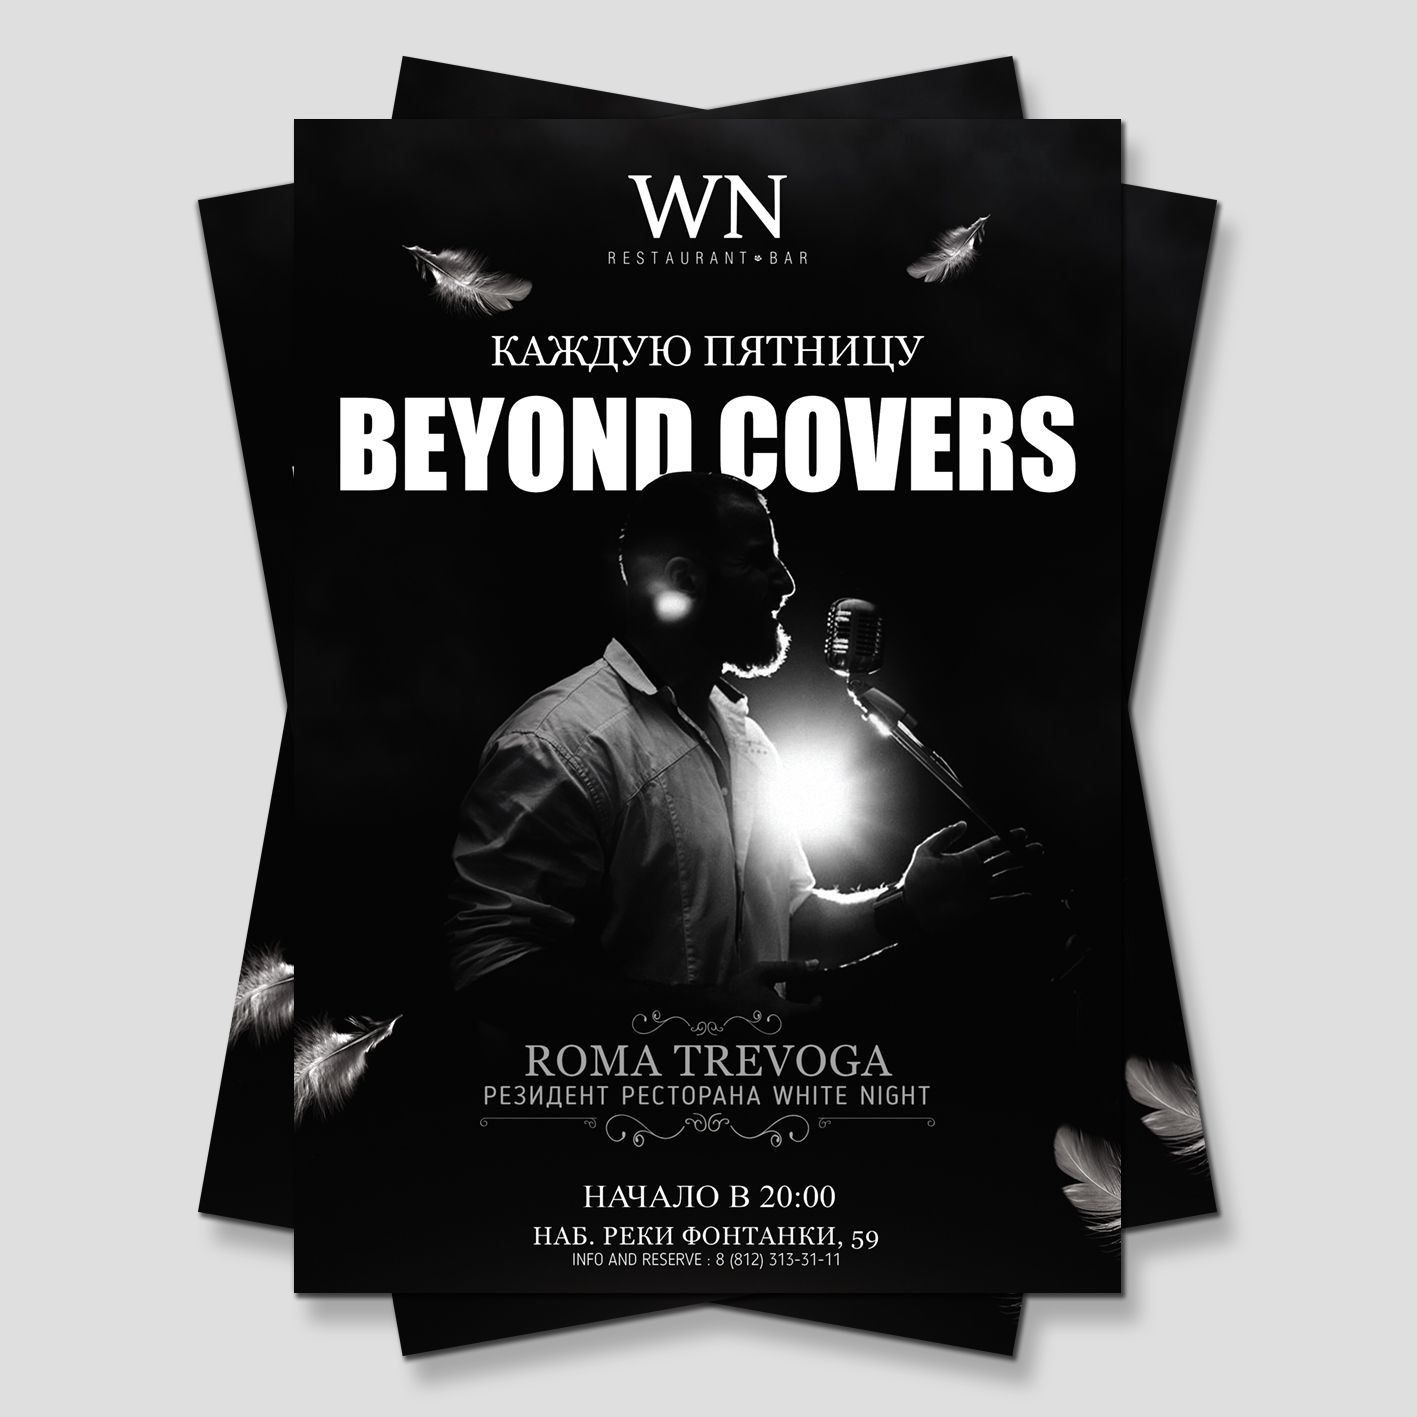 WN
RESTAURANT BAR
КАЖДУЮ ПЯТНИЦУ
BEYOND COVERS
ROMA TREVOGA
РЕЗИДЕНТ РЕСТОРАНА WHITE NIGHT
НАЧАЛО В 20:00
НАБ. РЕКИ ФОНТАНКИ, 59
INFO AND RESERVE : 8 (812) 313-31-11